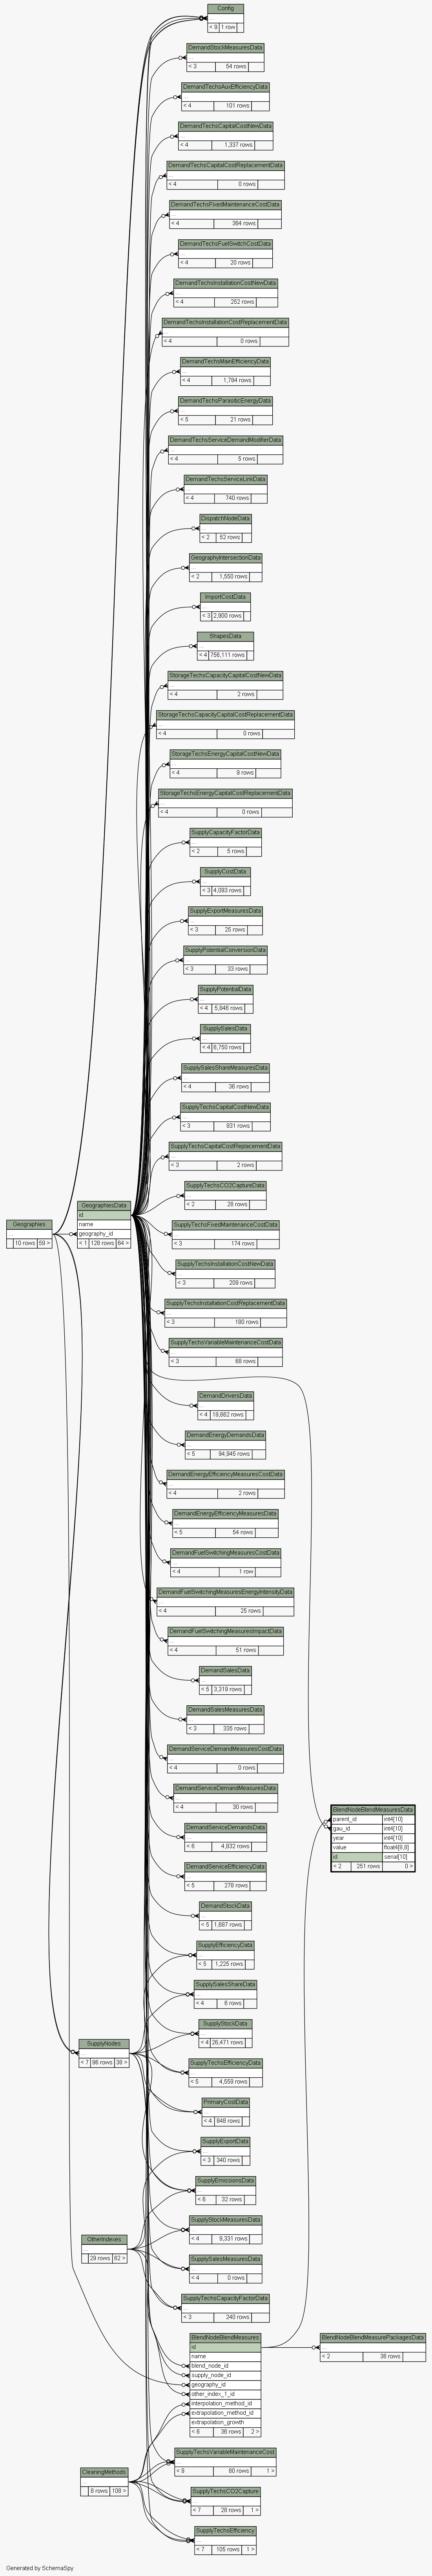 Config
...
< 9 1 row
DemandStockMeasuresData
...
< 3 54 rows
DemandTechsAuxEfficiencyData
...
< 4 101 rows
DemandTechsCapitalCostNewData
...
< 4 1,337 rows
DemandTechsCapitalCostReplacementData
...
< 4 0 rows
DemandTechsFixedMaintenanceCostData
...
< 4 364 rows
DemandTechsFuelSwitchCostData
...
< 4 20 rows
DemandTechsInstallationCostNewData
...
< 4 252 rows
DemandTechsInstallationCostReplacementData
...
< 4 0 rows
DemandTechsMainEfficiencyData
...
< 4 1,784 rows
DemandTechsParasiticEnergyData
...
< 5 21 rows
DemandTechsServiceDemandModifierData
...
< 4 5 rows
DemandTechsServiceLinkData
...
< 4 740 rows
DispatchNodeData
...
< 2 52 rows
GeographyIntersectionData
...
< 2 1,550 rows
ImportCostData
...
< 3 2,900 rows
ShapesData
...
< 4 756,111 rows
StorageTechsCapacityCapitalCostNewData
...
< 4 2 rows
StorageTechsCapacityCapitalCostReplacementData
...
< 4 0 rows
StorageTechsEnergyCapitalCostNewData
...
< 4 9 rows
StorageTechsEnergyCapitalCostReplacementData
...
< 4 0 rows
SupplyCapacityFactorData
...
< 2 5 rows
SupplyCostData
...
< 3 4,093 rows
SupplyExportMeasuresData
...
< 3 25 rows
SupplyPotentialConversionData
...
< 3 33 rows
SupplyPotentialData
...
< 4 5,846 rows
SupplySalesData
...
< 4 6,750 rows
SupplySalesShareMeasuresData
...
< 4 36 rows
SupplyTechsCapitalCostNewData
...
< 3 931 rows
SupplyTechsCapitalCostReplacementData
...
< 3 2 rows
SupplyTechsCO2CaptureData
...
< 2 28 rows
GeographiesData
id
name
geography_id
< 1 128 rows 64 >
Geographies
...
10 rows 59 >
SupplyTechsFixedMaintenanceCostData
...
< 3 174 rows
SupplyTechsInstallationCostNewData
...
< 3 209 rows
SupplyTechsInstallationCostReplacementData
...
< 3 190 rows
SupplyTechsVariableMaintenanceCostData
...
< 3 68 rows
DemandDriversData
...
< 4 19,662 rows
DemandEnergyDemandsData
...
< 5 94,945 rows
DemandEnergyEfficiencyMeasuresCostData
...
< 4 2 rows
DemandEnergyEfficiencyMeasuresData
...
< 5 54 rows
DemandFuelSwitchingMeasuresCostData
...
< 4 1 row
DemandFuelSwitchingMeasuresEnergyIntensityData
...
< 4 25 rows
DemandFuelSwitchingMeasuresImpactData
...
< 4 51 rows
DemandSalesData
...
< 5 3,319 rows
DemandSalesMeasuresData
...
< 3 335 rows
DemandServiceDemandMeasuresCostData
...
< 4 0 rows
DemandServiceDemandMeasuresData
...
< 4 30 rows
BlendNodeBlendMeasuresData
parent_id int4[10]
gau_id int4[10]
year int4[10]
value float4[8,8]
id serial[10]
< 2 251 rows 0 >
DemandServiceDemandsData
...
< 6 4,832 rows
DemandServiceEfficiencyData
...
< 5 278 rows
DemandStockData
...
< 5 1,687 rows
SupplyEfficiencyData
...
< 5 1,225 rows
SupplySalesShareData
...
< 4 6 rows
SupplyStockData
...
< 4 26,471 rows
SupplyNodes
...
< 7 96 rows 38 >
SupplyTechsEfficiencyData
...
< 5 4,559 rows
PrimaryCostData
...
< 4 848 rows
SupplyExportData
...
< 3 340 rows
SupplyEmissionsData
...
< 6 32 rows
SupplyStockMeasuresData
...
< 4 9,331 rows
OtherIndexes
...
29 rows 62 >
SupplySalesMeasuresData
...
< 4 0 rows
SupplyTechsCapacityFactorData
...
< 3 240 rows
BlendNodeBlendMeasures
id
name
blend_node_id
supply_node_id
geography_id
other_index_1_id
interpolation_method_id
extrapolation_method_id
extrapolation_growth
< 6 36 rows 2 >
BlendNodeBlendMeasurePackagesData
...
< 2 36 rows
SupplyTechsVariableMaintenanceCost
...
< 9 80 rows 1 >
CleaningMethods
...
8 rows 108 >
SupplyTechsCO2Capture
...
< 7 28 rows 1 >
SupplyTechsEfficiency
...
< 7 105 rows 1 >
Generated by SchemaSpy